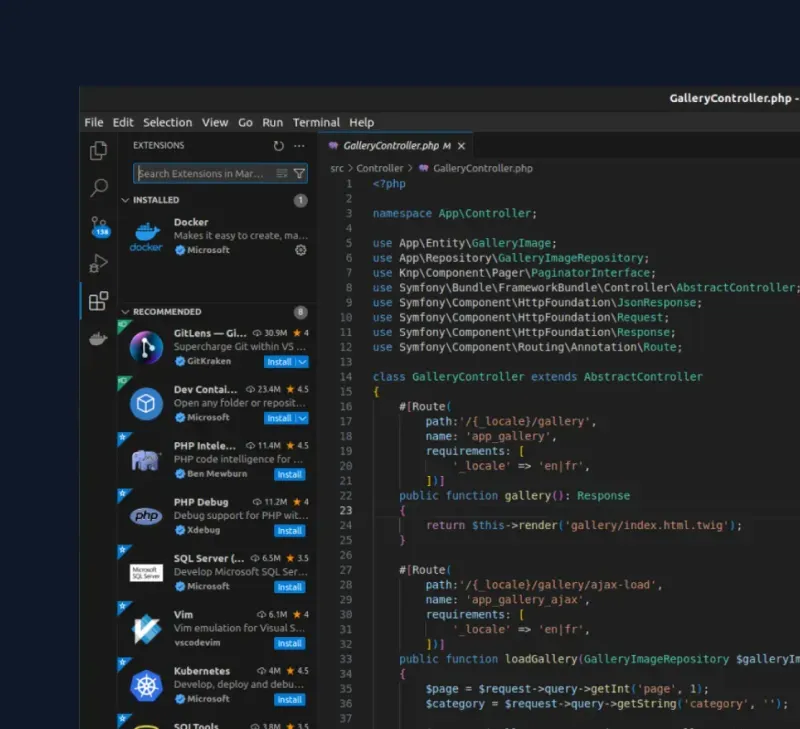 GalleryController.php -
File Edit Selection View Go Run Terminal Help
EXTENSIONS
Search Extensions in Mar...
INSTALLED 1
Docker
Makes it easy to create, ma...
Microsoft
docker
138
RECOMMENDED 8
GitLens — Gi... 30.9M ★ 4
Supercharge Git within VS ...
GitKraken Install
Dev Contai... 23.4M ★ 4.5
Open any folder or reposit...
Microsoft Install
PHP Intele... 11.4M ★ 4.5
PHP code intelligence for ...
Ben Mewburn Install
PHP Debug 11.2M ★ 4
Debug support for PHP wit...
Xdebug Install
php
SQL Server (... 6.5M ★ 3.5
Develop Microsoft SQL Ser...
Microsoft Install
Microsoft
SQL Server
Vim 6.1M ★ 4
Vim emulation for Visual S...
vscodevim Install
Kubernetes 4M ★ 4.5
Develop, deploy and debu...
Microsoft Install
SQLTools 3.8M ★ 3.5
GalleryController.php M ×
src > Controller > GalleryController.php
1 <?php
2
3 namespace App\Controller;
4
5 use App\Entity\GalleryImage;
6 use App\Repository\GalleryImageRepository;
7 use Knp\Component\Pager\PaginatorInterface;
8 use Symfony\Bundle\FrameworkBundle\Controller\AbstractController;
9 use Symfony\Component\HttpFoundation\JsonResponse;
10 use Symfony\Component\HttpFoundation\Request;
11 use Symfony\Component\HttpFoundation\Response;
12 use Symfony\Component\Routing\Annotation\Route;
13
14 class GalleryController extends AbstractController
15 {
16 #[Route(
17 path:'/{_locale}/gallery',
18 name: 'app_gallery',
19 requirements: [
20 '_locale' => 'en|fr',
21 ])]
22 public function gallery(): Response
23 {
24 return $this->render('gallery/index.html.twig');
25 }
26
27 #[Route(
28 path:'/{_locale}/gallery/ajax-load',
29 name: 'app_gallery_ajax',
30 requirements: [
31 '_locale' => 'en|fr',
32 ])]
33 public function loadGallery(GalleryImageRepository $galleryIm
34 {
35 $page = $request->query->getInt('page', 1);
36 $category = $request->query->getString('category', '');
37